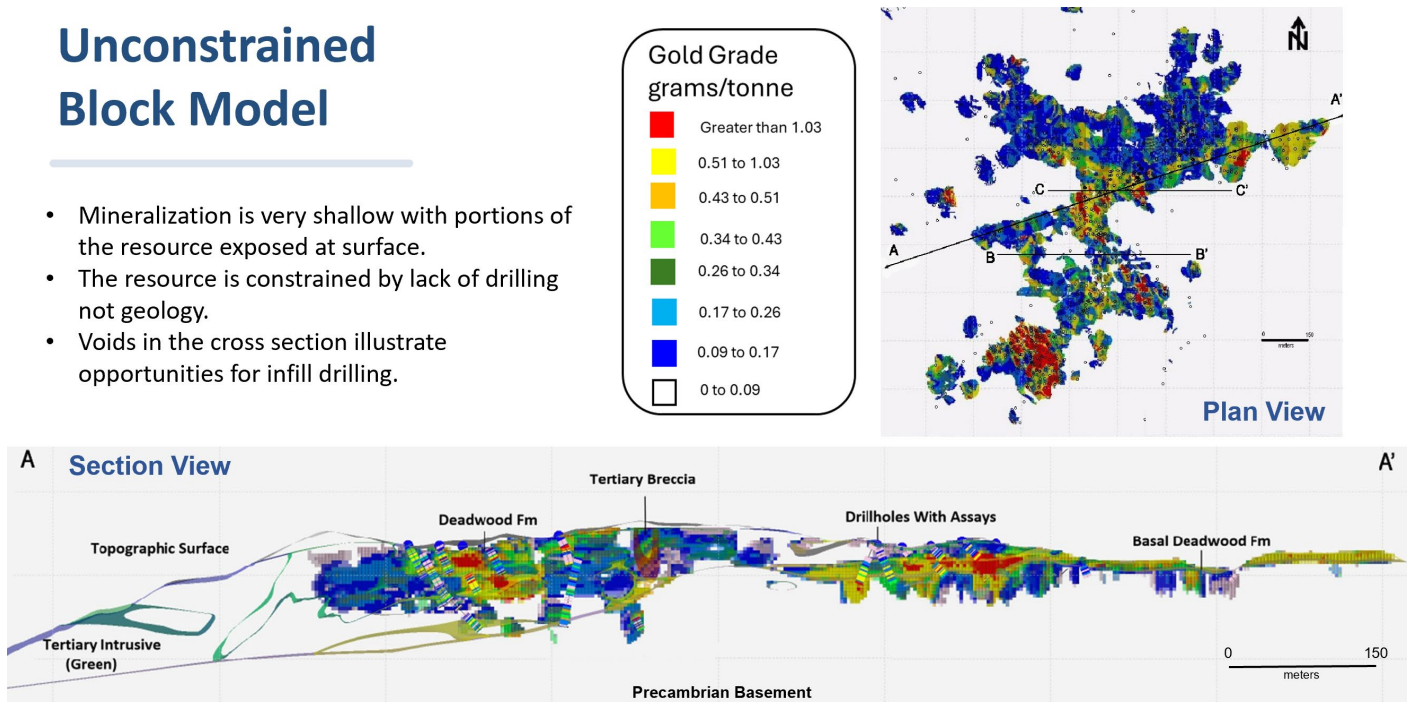 Unconstrained
Block Model
• Mineralization is very shallow with portions of
the resource exposed at surface.
• The resource is constrained by lack of drilling
not geology.
• Voids in the cross section illustrate
opportunities for infill drilling.
Gold Grade
grams/tonne
Greater than 1.03
0.51 to 1.03
0.43 to 0.51
0.34 to 0.43
0.26 to 0.34
0.17 to 0.26
0.09 to 0.17
0 to 0.09
N
A'
C C'
A
B B'
0 150
meters
Plan View
A
Section View
A'
Tertiary Breccia
Deadwood Fm
Drillholes With Assays
Topographic Surface
Basal Deadwood Fm
Tertiary Intrusive
(Green)
0 150
meters
Precambrian Basement